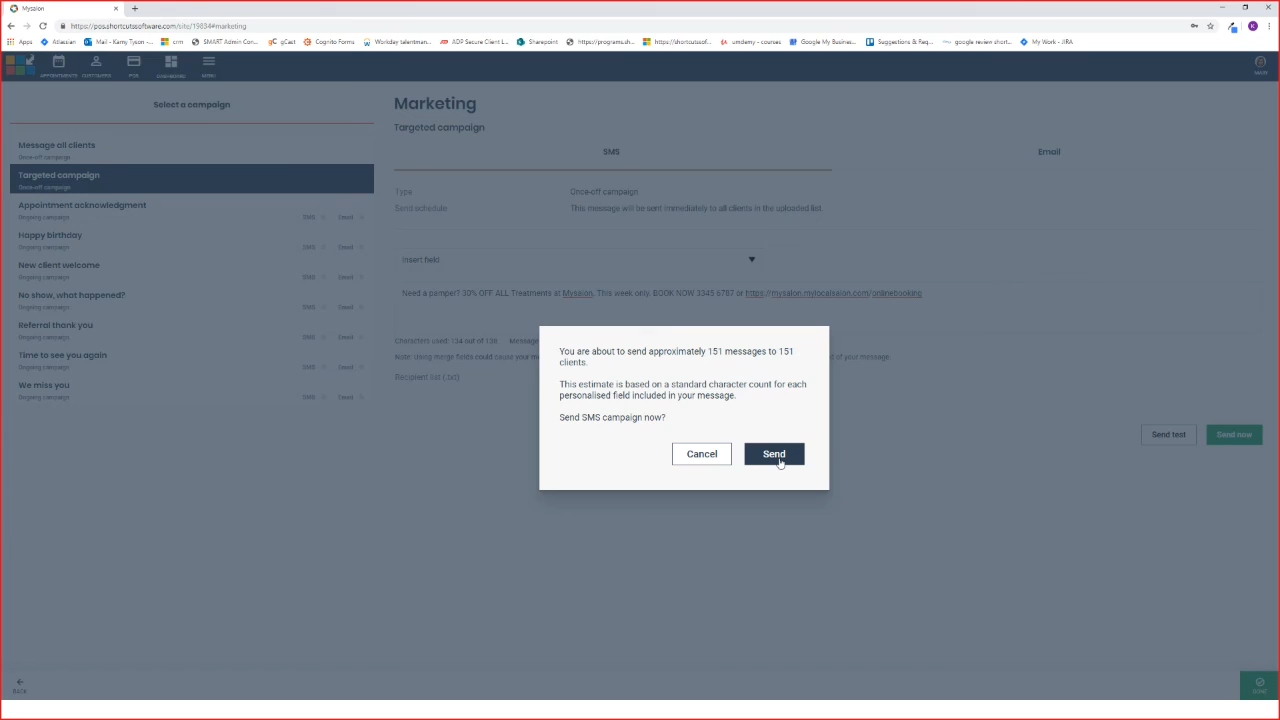 Mysalon
https://pos.shortcutssoftware.com/site/19834#marketing
Apps
Atlassian
Mail - Kamy Tyson -...
crm
SMART Admin Con...
gCast
Cognito Forms
Workday talentman...
ADP Secure Client L...
Sharepoint
https://programs.sh...
https://shortcutssof...
umdemy - courses
Google My Busines...
Suggestions & Req...
google review short...
My Work - JIRA
APPOINTMENTS
CUSTOMERS
POS
DASHBOARD
MENU
Select a campaign
Message all clients
Once-off campaign
Targeted campaign
Once-off campaign
Appointment acknowledgment
Ongoing campaign
SMS
Email
Happy birthday
Ongoing campaign
SMS
Email
New client welcome
Ongoing campaign
SMS
Email
No show, what happened?
Ongoing campaign
SMS
Email
Referral thank you
Ongoing campaign
SMS
Email
Time to see you again
Ongoing campaign
SMS
Email
We miss you
Ongoing campaign
SMS
Email
Marketing
Targeted campaign
SMS
Email
Type
Once-off campaign
Send schedule
This message will be sent immediately to all clients in the uploaded list.
Insert field
Need a pamper? 30% OFF ALL Treatments at Mysalon. This week only. BOOK NOW 3345 6787 or https://mysalon.mylocalsalon.com/onlinebooking
Characters used: 134 out of 138
Message
Note: Using merge fields could cause your
of your message.
Recipient list (.txt)
Send test
Send now
You are about to send approximately 151 messages to 151
clients.
This estimate is based on a standard character count for each
personalised field included in your message.
Send SMS campaign now?
Cancel
Send
BACK
DONE